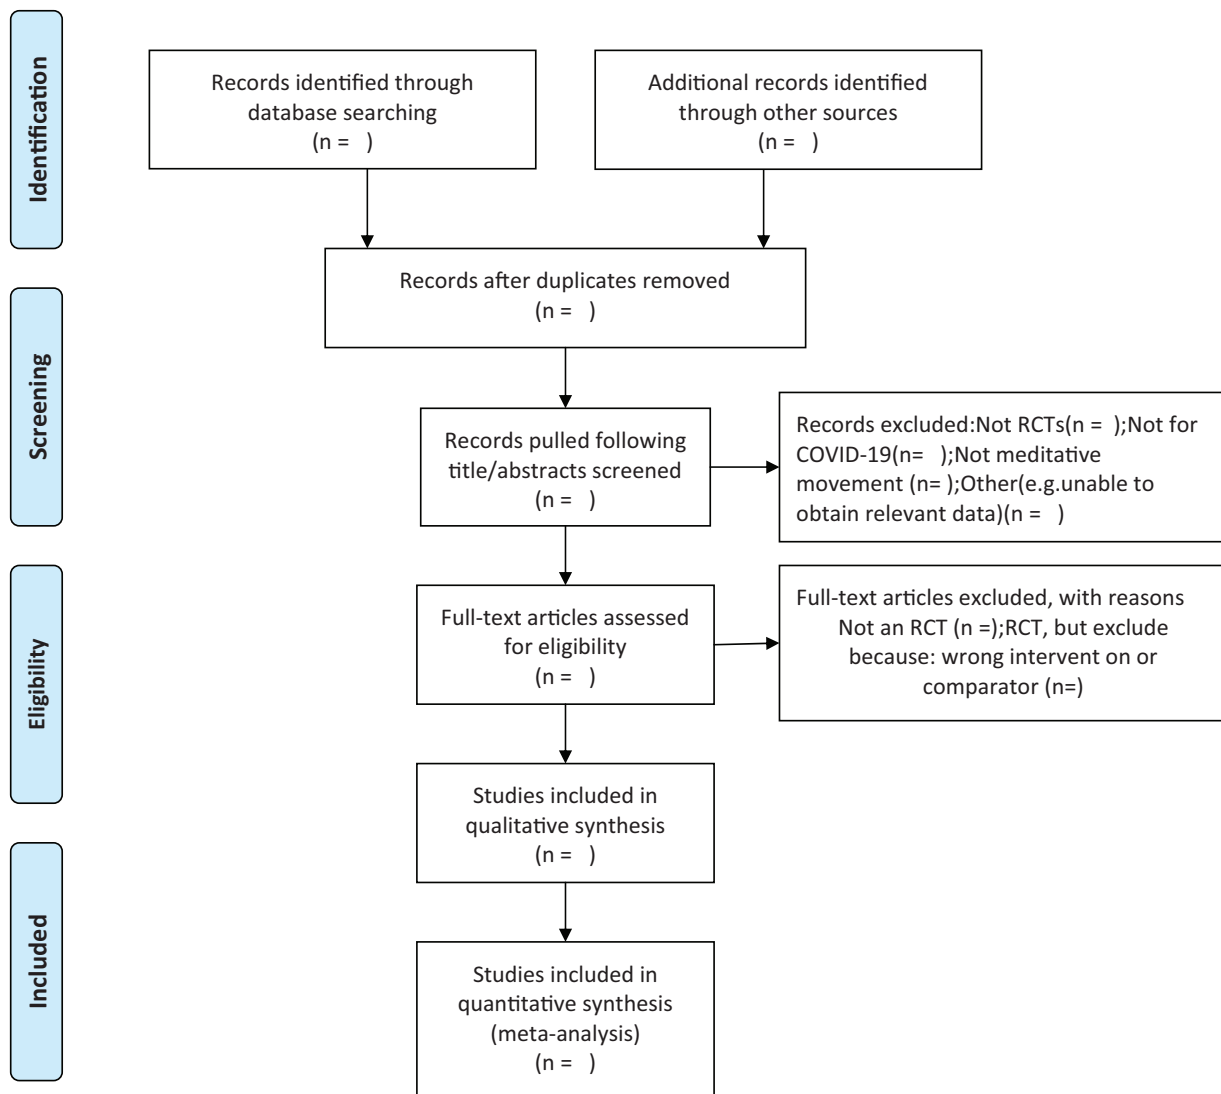 Identification
Records identified through
database searching
(n =   )
Additional records identified
through other sources
(n =   )
Records after duplicates removed
(n =   )
Screening
Records pulled following
title/abstracts screened
(n =   )
Records excluded:Not RCTs(n =  );Not for
COVID-19(n=   );Not meditative
movement (n= );Other(e.g.unable to
obtain relevant data)(n =   )
Eligibility
Full-text articles assessed
for eligibility
(n =   )
Full-text articles excluded, with reasons
Not an RCT (n =);RCT, but exclude
because: wrong intervent on or
comparator (n=)
Studies included in
qualitative synthesis
(n =   )
Included
Studies included in
quantitative synthesis
(meta-analysis)
(n =   )